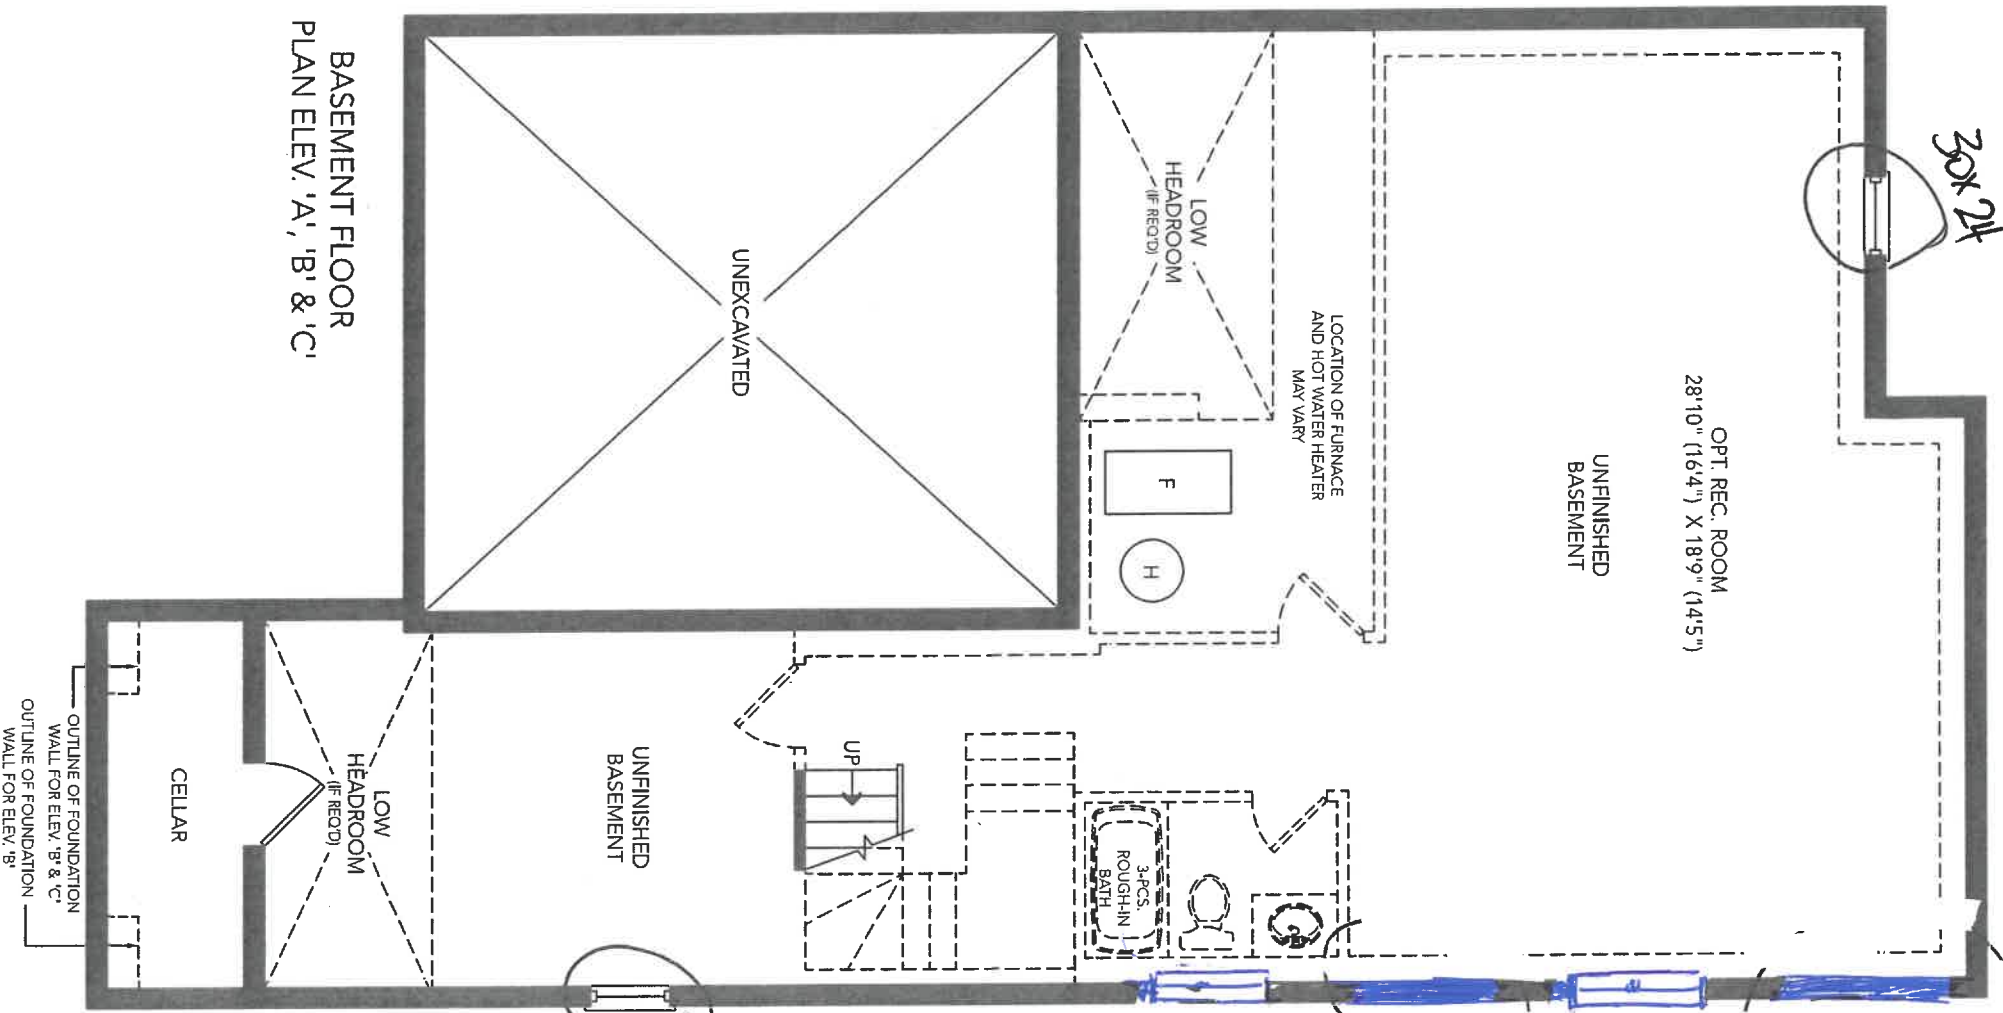 BASEMENT FLOOR
PLAN ELEV. 'A', 'B' & 'C'
30x24
OPT. REC. ROOM
28'10" (16'4") X 18'9" (14'5")
UNFINISHED
BASEMENT
LOCATION OF FURNACE
AND HOT WATER HEATER
MAY VARY
LOW
HEADROOM
(IF REQ'D)
F
H
UNEXCAVATED
3-PCS.
ROUGH-IN
BATH
UP
UNFINISHED
BASEMENT
LOW
HEADROOM
(IF REQ'D)
CELLAR
OUTLINE OF FOUNDATION
WALL FOR ELEV. 'B' & 'C'
OUTLINE OF FOUNDATION
WALL FOR ELEV. 'B'